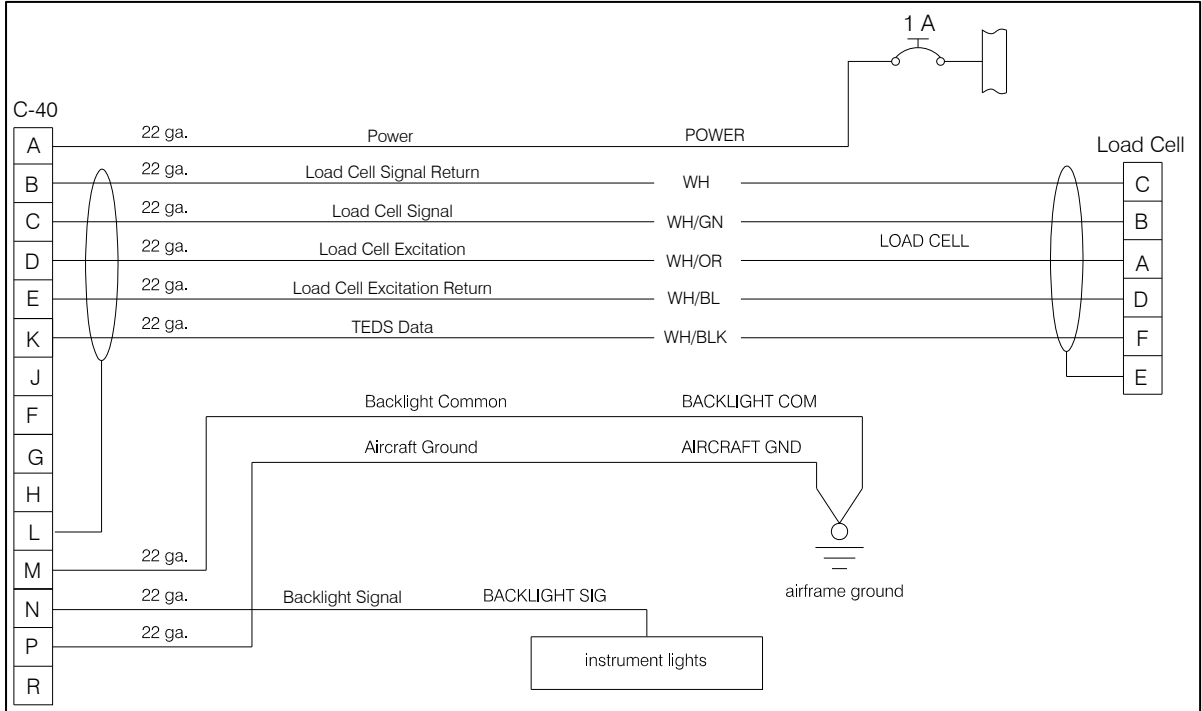 1 A
C-40
A 22 ga. Power POWER
Load Cell
B 22 ga. Load Cell Signal Return WH C
C 22 ga. Load Cell Signal WH/GN B
LOAD CELL
D 22 ga. Load Cell Excitation WH/OR A
E 22 ga. Load Cell Excitation Return WH/BL D
K 22 ga. TEDS Data WH/BLK F
J E
F Backlight Common BACKLIGHT COM
G Aircraft Ground AIRCRAFT GND
H
L
M 22 ga.
airframe ground
N 22 ga. Backlight Signal BACKLIGHT SIG
P 22 ga.
instrument lights
R